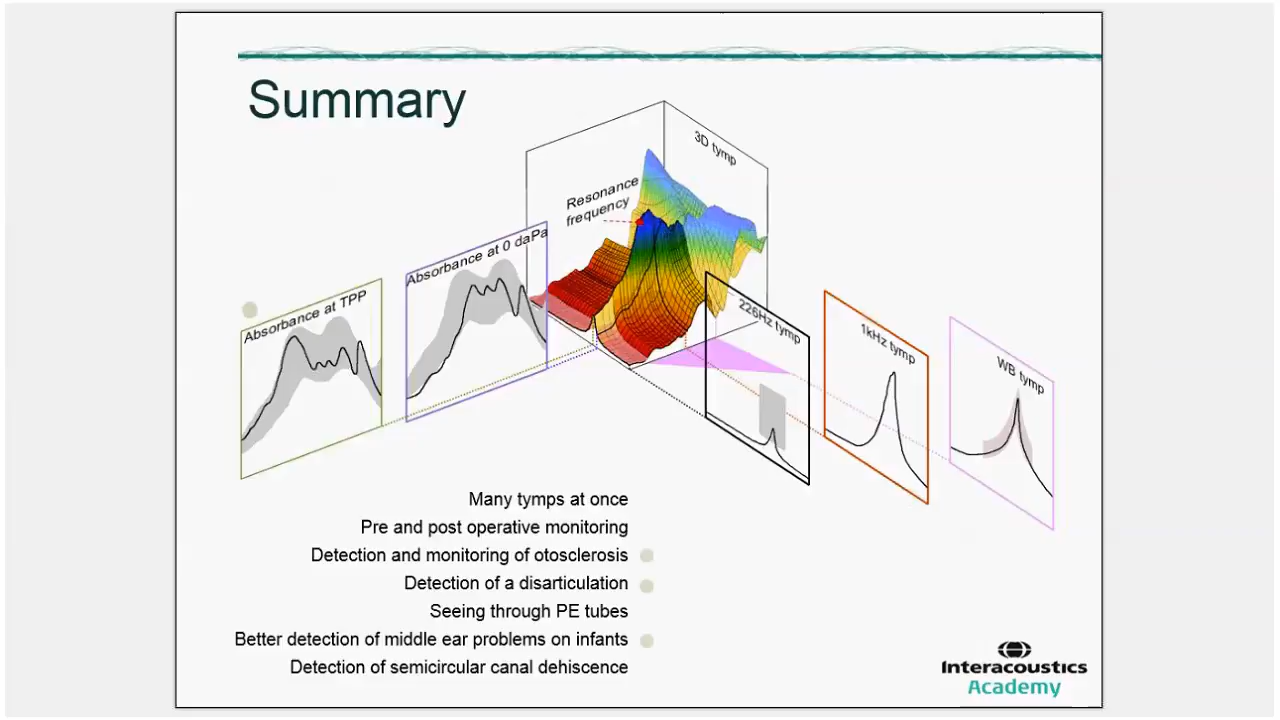 Summary
3D tymp
Resonance
frequency
Absorbance at 0 daPa
Absorbance at TPP
226Hz tymp
1kHz tymp
WB tymp
Many tymps at once
Pre and post operative monitoring
Detection and monitoring of otosclerosis
Detection of a disarticulation
Seeing through PE tubes
Better detection of middle ear problems on infants
Detection of semicircular canal dehiscence
Interacoustics
Academy